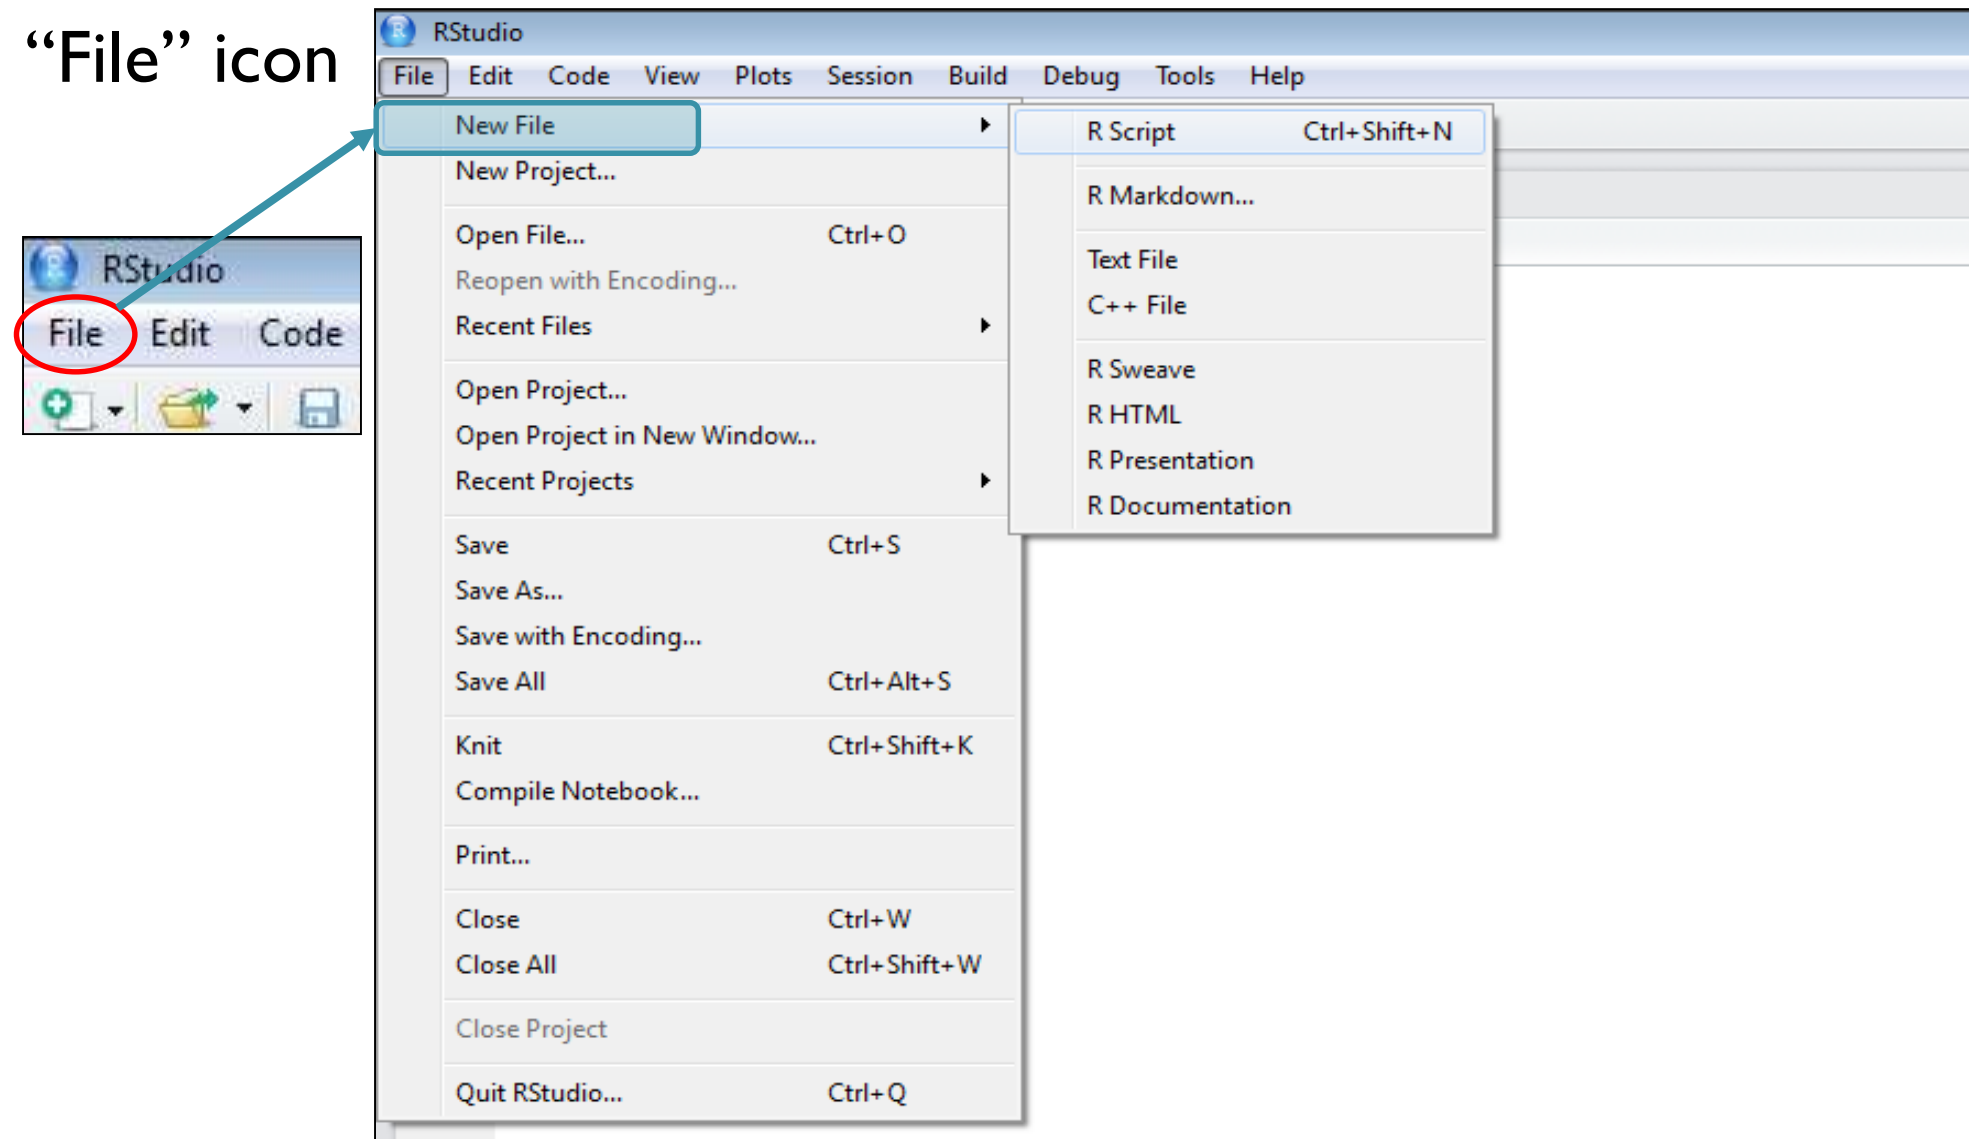 “File” icon
RStudio
File Edit Code
RStudio
File Edit Code View Plots Session Build Debug Tools Help
New File
New Project...
Open File... Ctrl+O
Reopen with Encoding...
Recent Files
Open Project...
Open Project in New Window...
Recent Projects
Save Ctrl+S
Save As...
Save with Encoding...
Save All Ctrl+Alt+S
Knit Ctrl+Shift+K
Compile Notebook...
Print...
Close Ctrl+W
Close All Ctrl+Shift+W
Close Project
Quit RStudio... Ctrl+Q
R Script Ctrl+Shift+N
R Markdown...
Text File
C++ File
R Sweave
R HTML
R Presentation
R Documentation